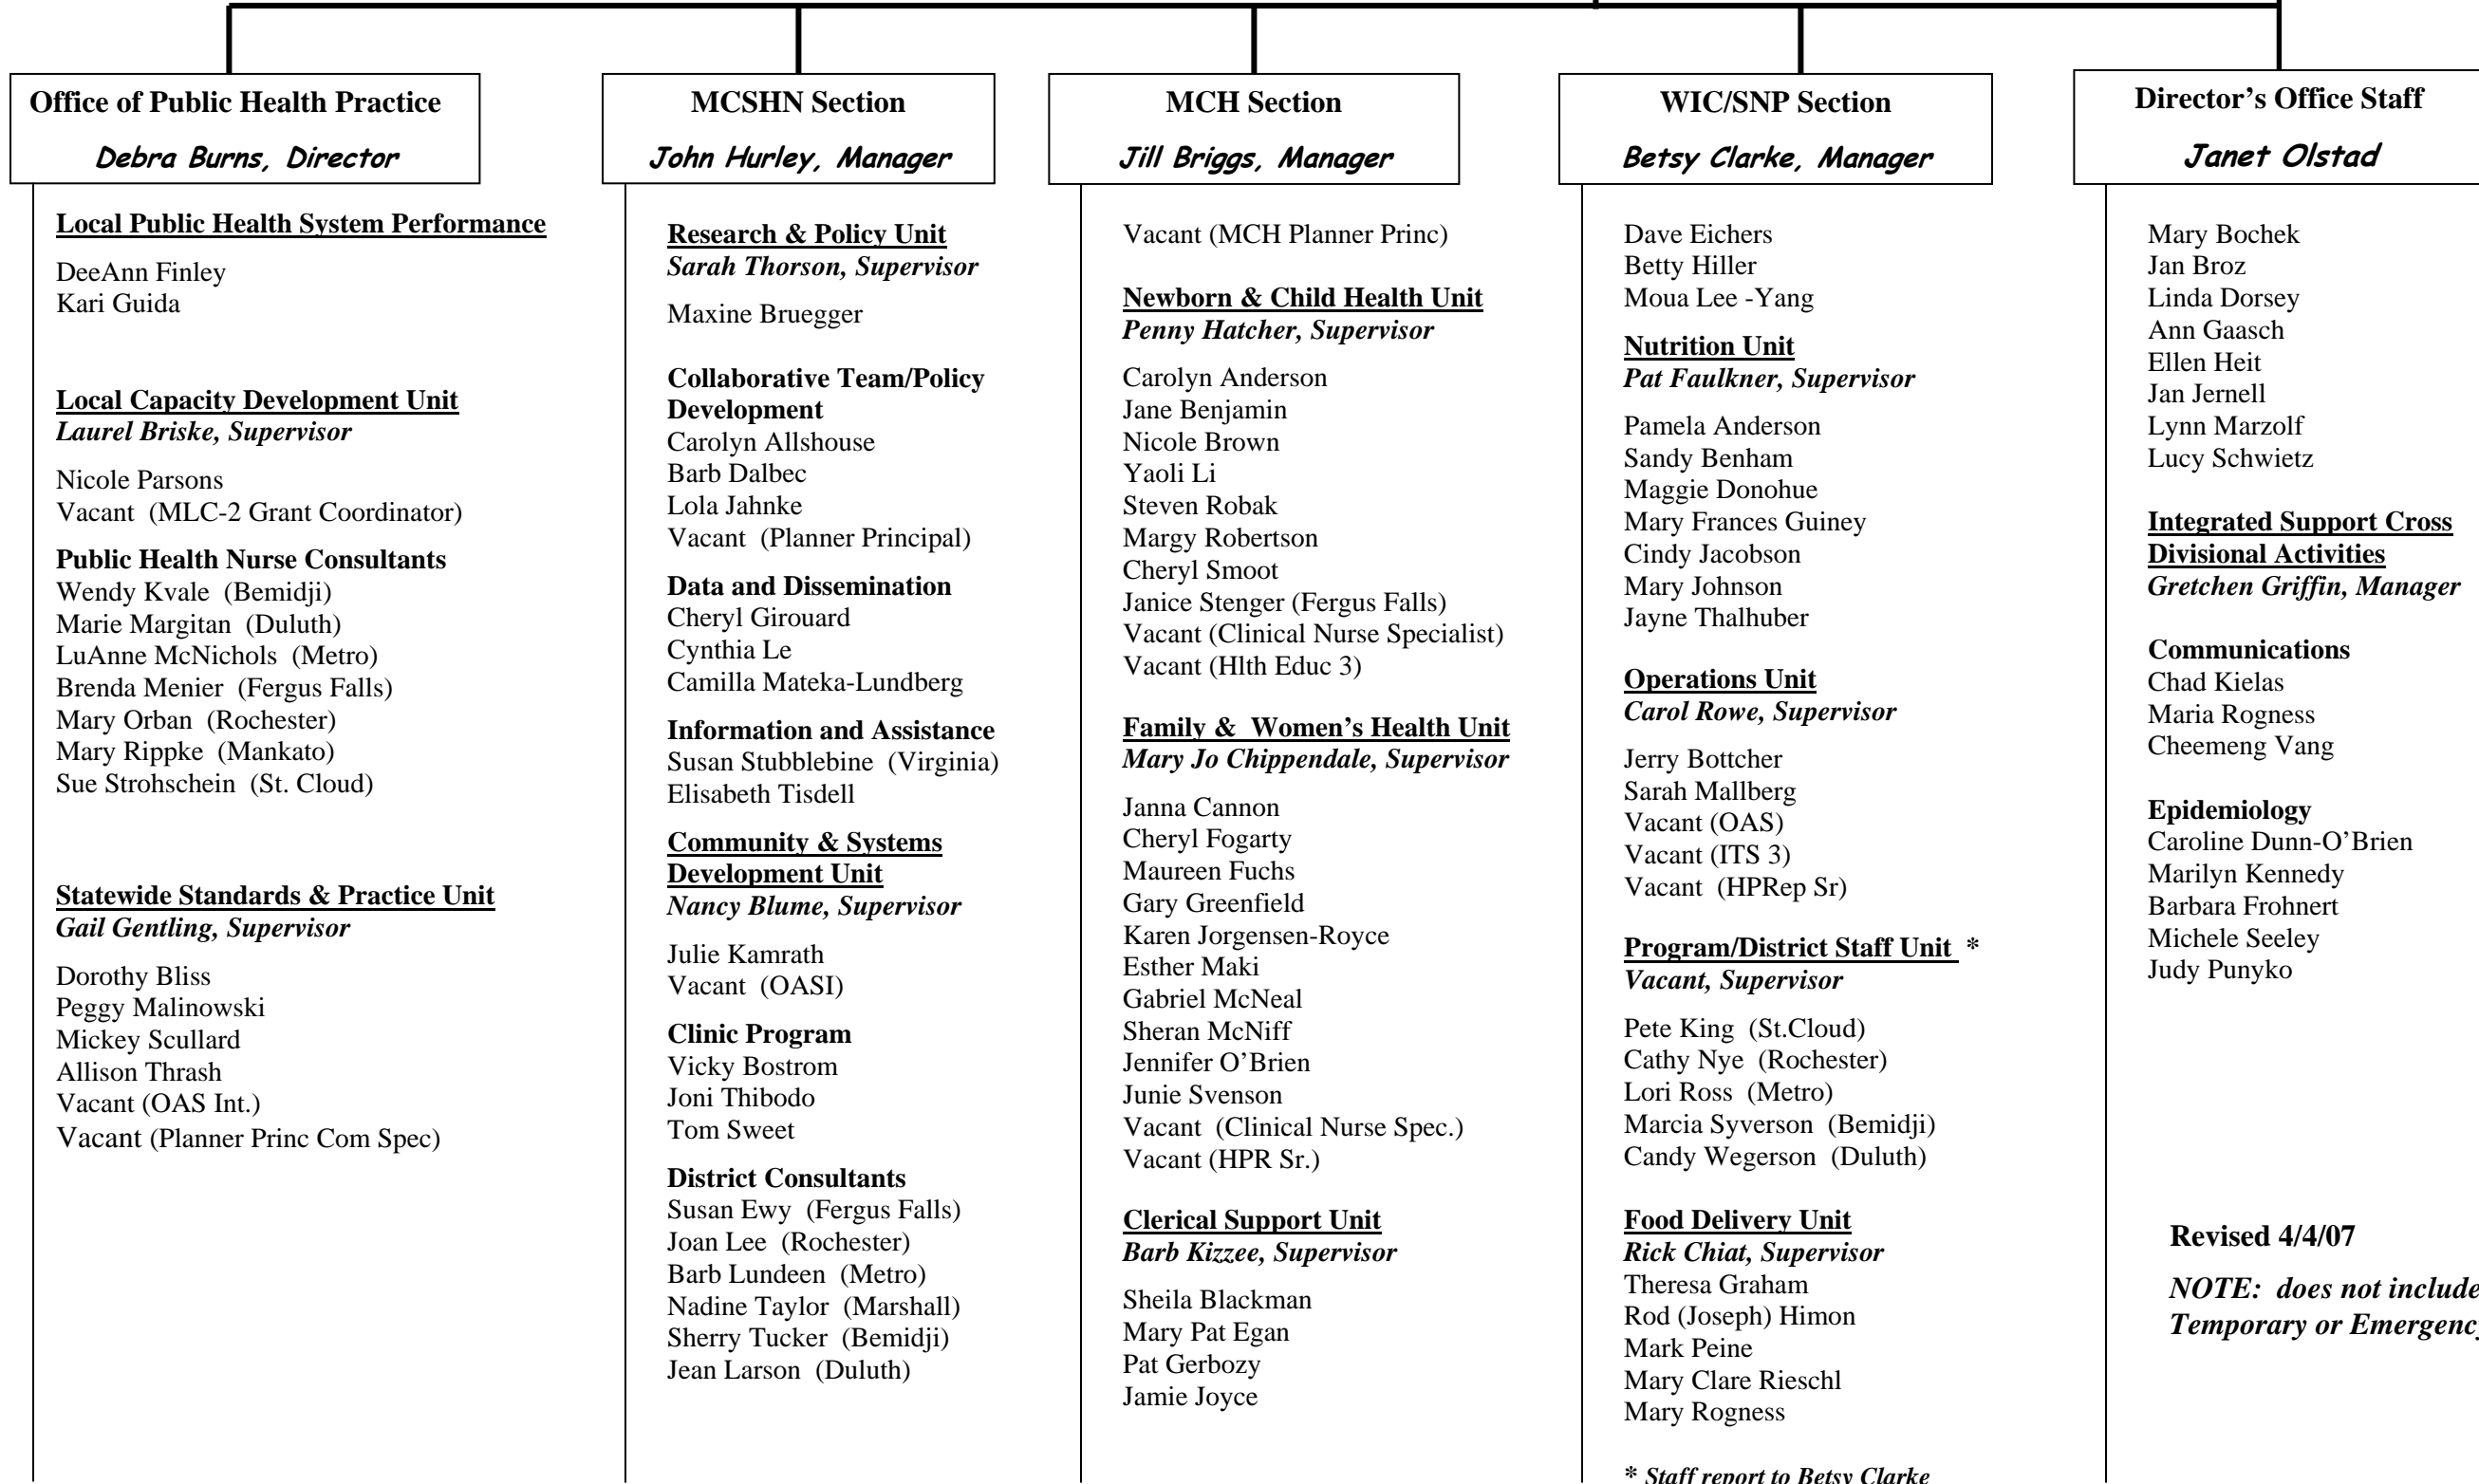 Office of Public Health Practice
Debra Burns, Director
Local Public Health System Performance
DeeAnn Finley
Kari Guida
Local Capacity Development Unit
Laurel Briske, Supervisor
Nicole Parsons
Vacant (MLC-2 Grant Coordinator)
Public Health Nurse Consultants
Wendy Kvale (Bemidji)
Marie Margitan (Duluth)
LuAnne McNichols (Metro)
Brenda Menier (Fergus Falls)
Mary Orban (Rochester)
Mary Rippke (Mankato)
Sue Strohschein (St. Cloud)
Statewide Standards & Practice Unit
Gail Gentling, Supervisor
Dorothy Bliss
Peggy Malinowski
Mickey Scullard
Allison Thrash
Vacant (OAS Int.)
Vacant (Planner Princ Com Spec)
MCSHN Section
John Hurley, Manager
Research & Policy Unit
Sarah Thorson, Supervisor
Maxine Bruegger
Collaborative Team/Policy
Development
Carolyn Allshouse
Barb Dalbec
Lola Jahnke
Vacant (Planner Principal)
Data and Dissemination
Cheryl Girouard
Cynthia Le
Camilla Mateka-Lundberg
Information and Assistance
Susan Stubblebine (Virginia)
Elisabeth Tisdell
Community & Systems
Development Unit
Nancy Blume, Supervisor
Julie Kamrath
Vacant (OASI)
Clinic Program
Vicky Bostrom
Joni Thibodo
Tom Sweet
District Consultants
Susan Ewy (Fergus Falls)
Joan Lee (Rochester)
Barb Lundeen (Metro)
Nadine Taylor (Marshall)
Sherry Tucker (Bemidji)
Jean Larson (Duluth)
MCH Section
Jill Briggs, Manager
Vacant (MCH Planner Princ)
Newborn & Child Health Unit
Penny Hatcher, Supervisor
Carolyn Anderson
Jane Benjamin
Nicole Brown
Yaoli Li
Steven Robak
Margy Robertson
Cheryl Smoot
Janice Stenger (Fergus Falls)
Vacant (Clinical Nurse Specialist)
Vacant (Hlth Educ 3)
Family & Women’s Health Unit
Mary Jo Chippendale, Supervisor
Janna Cannon
Cheryl Fogarty
Maureen Fuchs
Gary Greenfield
Karen Jorgensen-Royce
Esther Maki
Gabriel McNeal
Sheran McNiff
Jennifer O’Brien
Junie Svenson
Vacant (Clinical Nurse Spec.)
Vacant (HPR Sr.)
Clerical Support Unit
Barb Kizzee, Supervisor
Sheila Blackman
Mary Pat Egan
Pat Gerbozy
Jamie Joyce
WIC/SNP Section
Betsy Clarke, Manager
Dave Eichers
Betty Hiller
Moua Lee -Yang
Nutrition Unit
Pat Faulkner, Supervisor
Pamela Anderson
Sandy Benham
Maggie Donohue
Mary Frances Guiney
Cindy Jacobson
Mary Johnson
Jayne Thalhuber
Operations Unit
Carol Rowe, Supervisor
Jerry Bottcher
Sarah Mallberg
Vacant (OAS)
Vacant (ITS 3)
Vacant (HPRep Sr)
Program/District Staff Unit *
Vacant, Supervisor
Pete King (St.Cloud)
Cathy Nye (Rochester)
Lori Ross (Metro)
Marcia Syverson (Bemidji)
Candy Wegerson (Duluth)
Food Delivery Unit
Rick Chiat, Supervisor
Theresa Graham
Rod (Joseph) Himon
Mark Peine
Mary Clare Rieschl
Mary Rogness
* Staff report to Betsy Clarke
Director’s Office Staff
Janet Olstad
Mary Bochek
Jan Broz
Linda Dorsey
Ann Gaasch
Ellen Heit
Jan Jernell
Lynn Marzolf
Lucy Schwietz
Integrated Support Cross
Divisional Activities
Gretchen Griffin, Manager
Communications
Chad Kielas
Maria Rogness
Cheemeng Vang
Epidemiology
Caroline Dunn-O’Brien
Marilyn Kennedy
Barbara Frohnert
Michele Seeley
Judy Punyko
Revised 4/4/07
NOTE: does not include
Temporary or Emergency